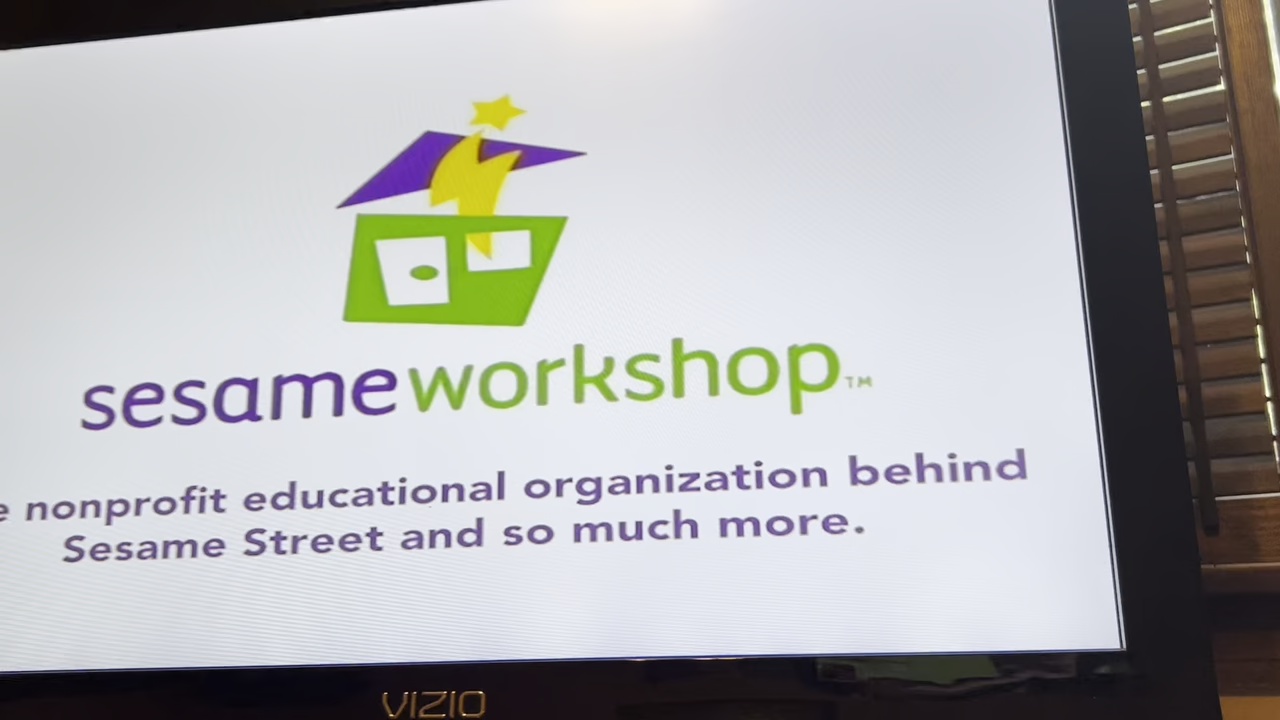 sesameworkshop™
nonprofit educational organization behind
Sesame Street and so much more.
VIZIO